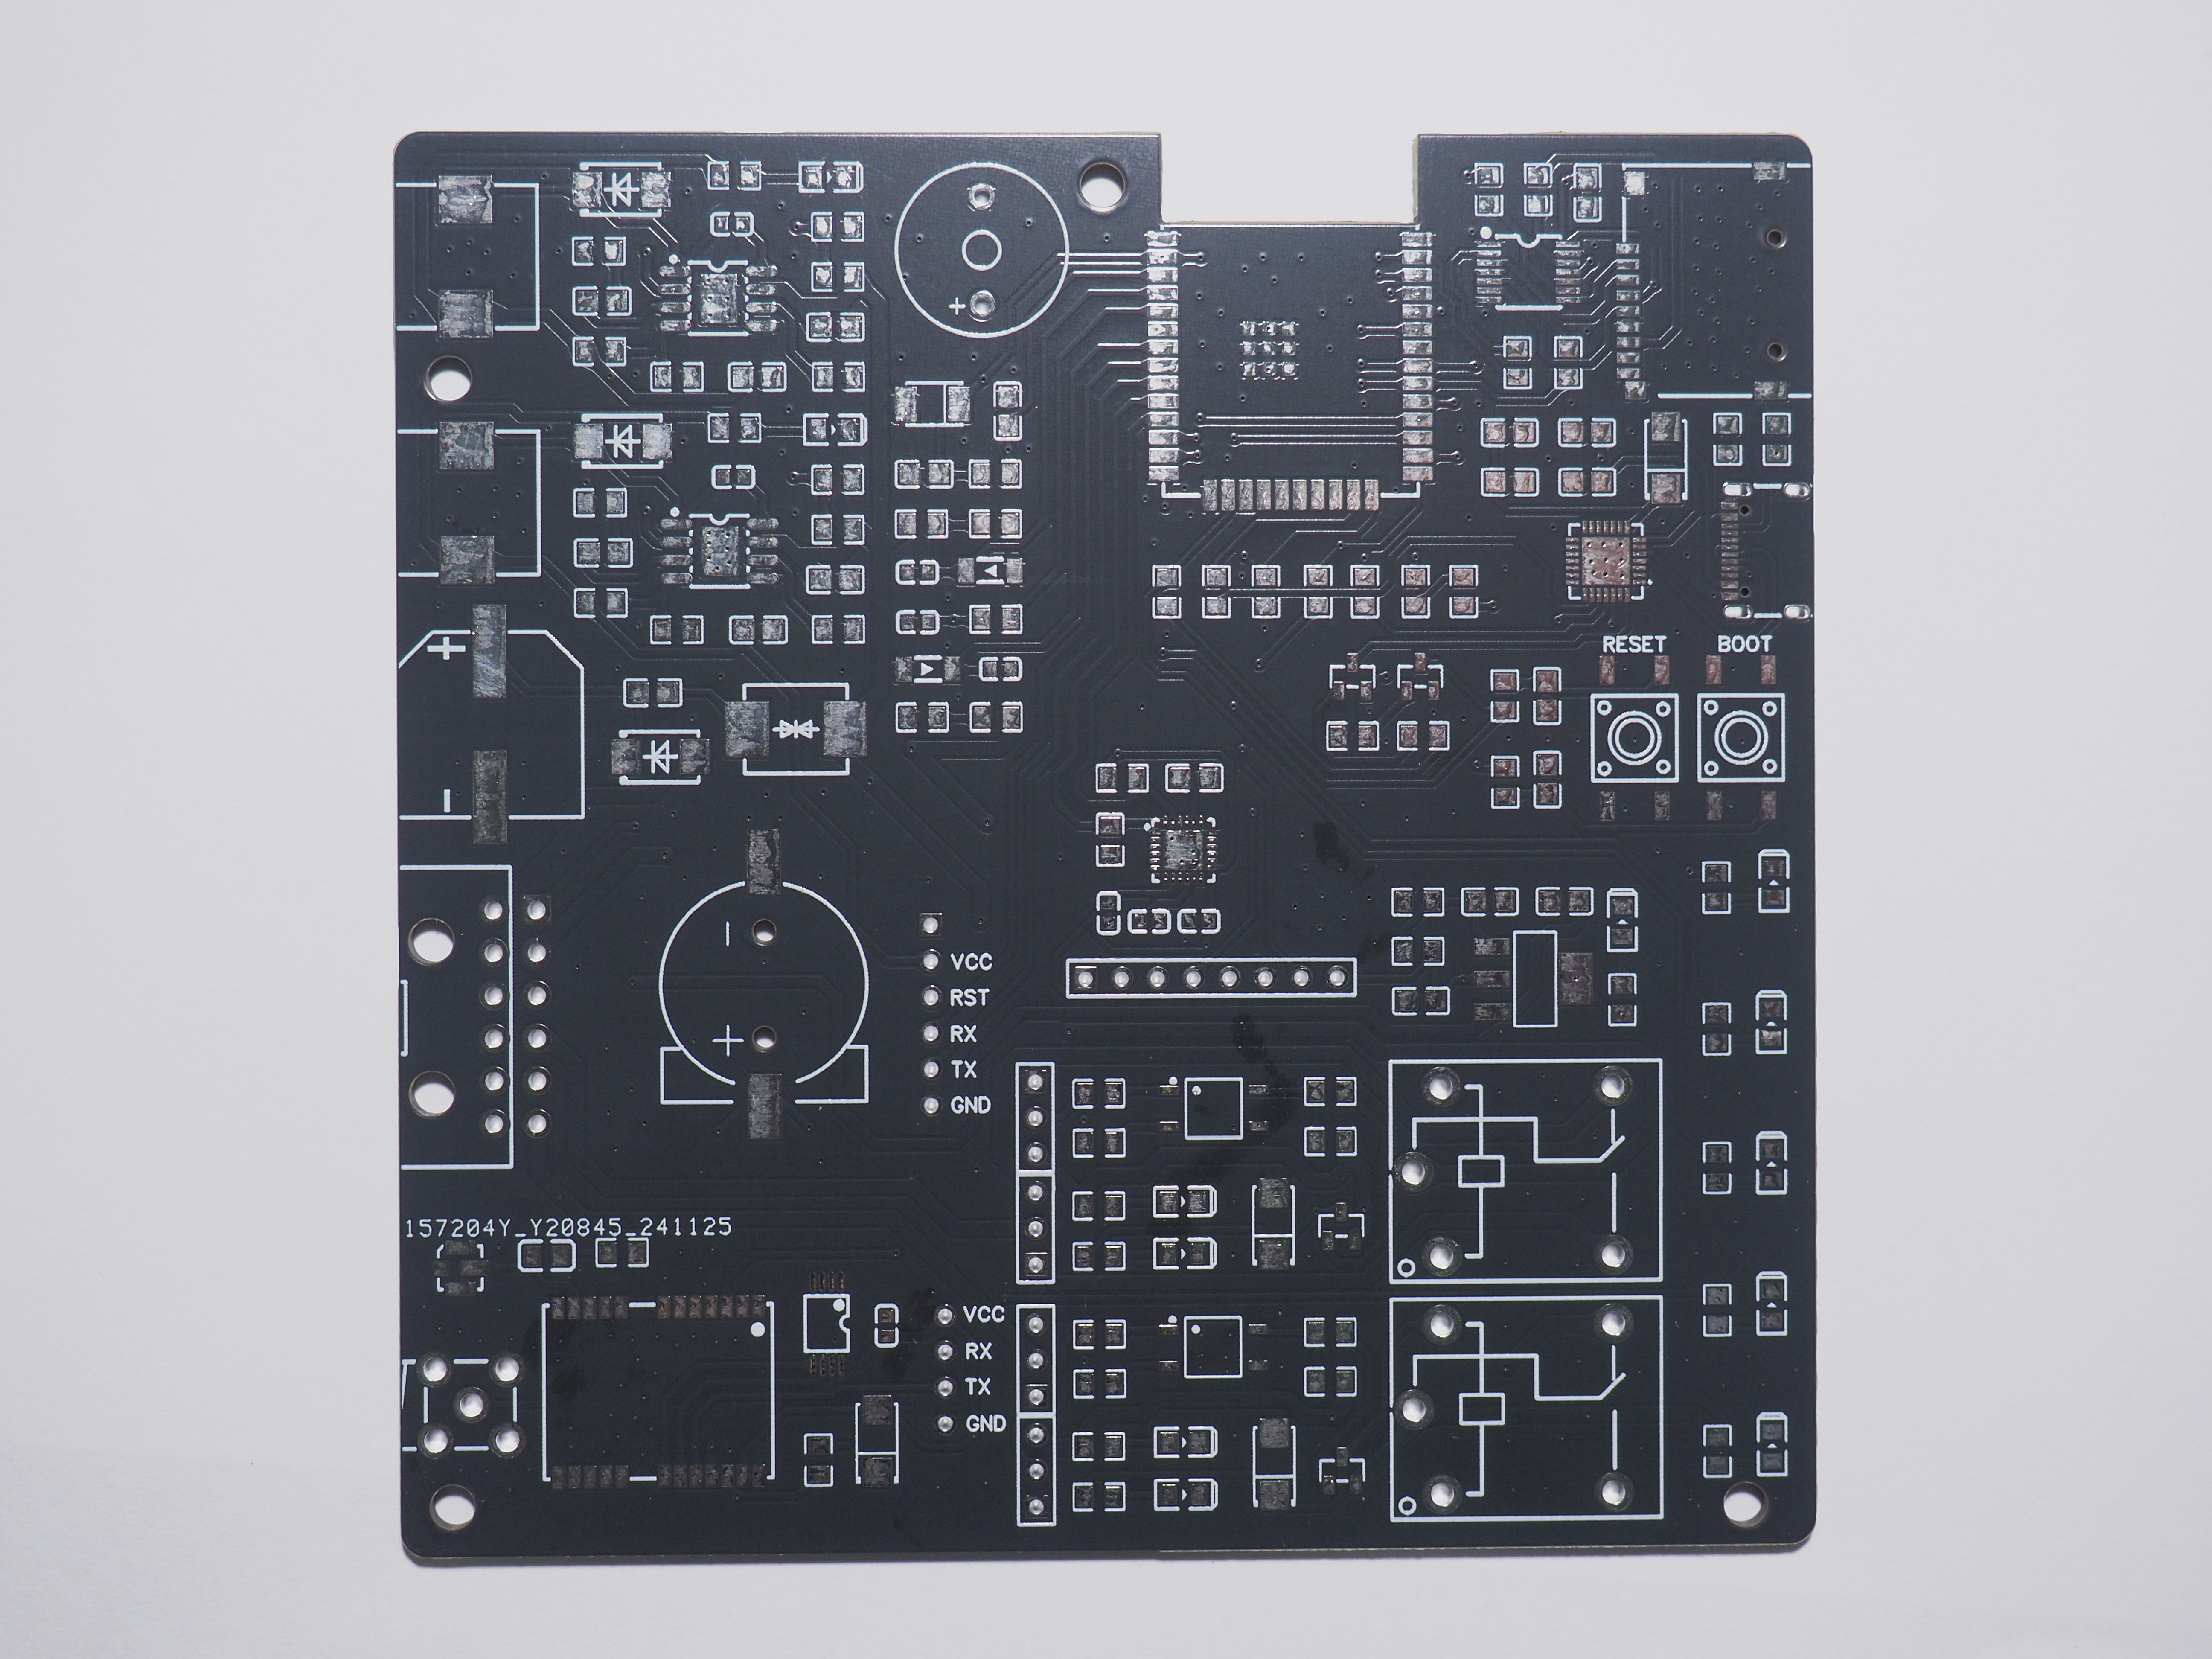 +
RESET
BOOT
+
-
-
VCC
RST
+
RX
TX
GND
157204Y_Y20845_241125
VCC
RX
TX
GND